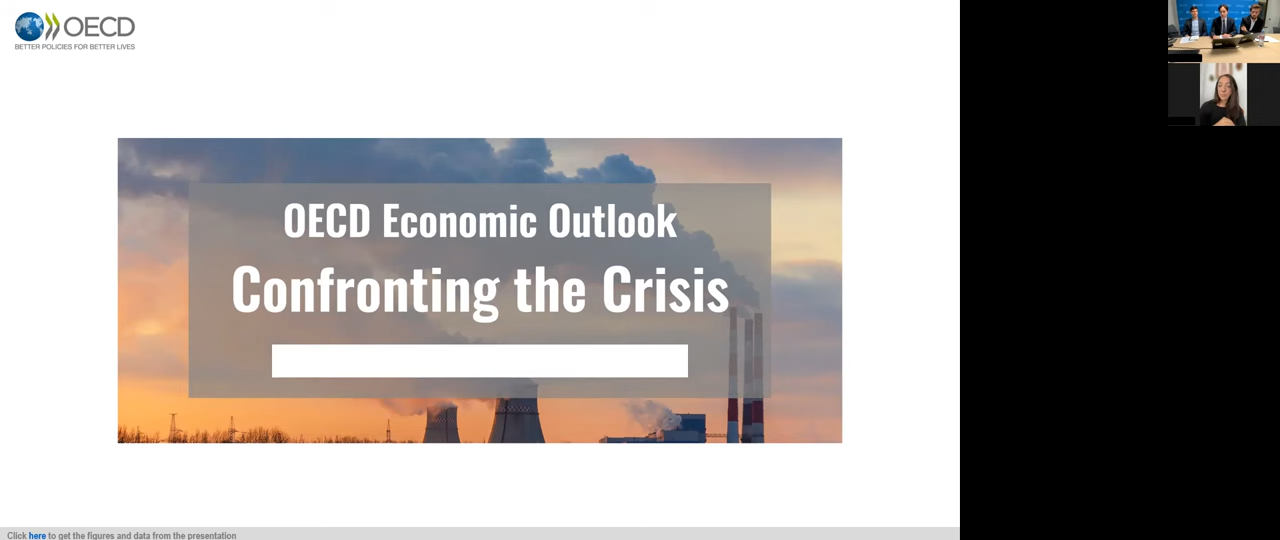 OECD
BETTER POLICIES FOR BETTER LIVES
OECD Economic Outlook
Confronting the Crisis
Click here to get the figures and data from the presentation